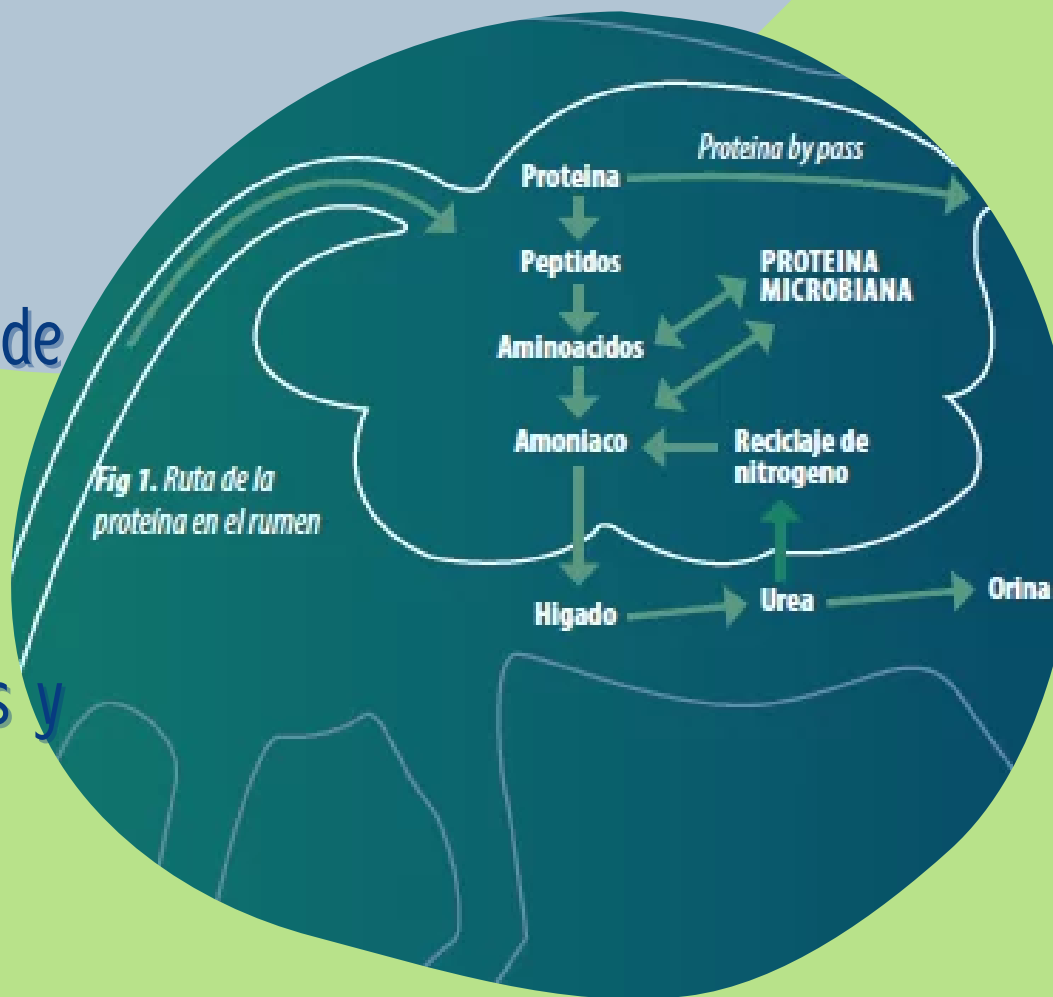 Proteina by pass
Proteina
Peptidos
PROTEINA
MICROBIANA
de
Aminoacidos
Amoniaco
Reciclaje de
nitrogeno
Fig 1. Ruta de la
proteína en el rumen
Higado
Urea
Orina
s y